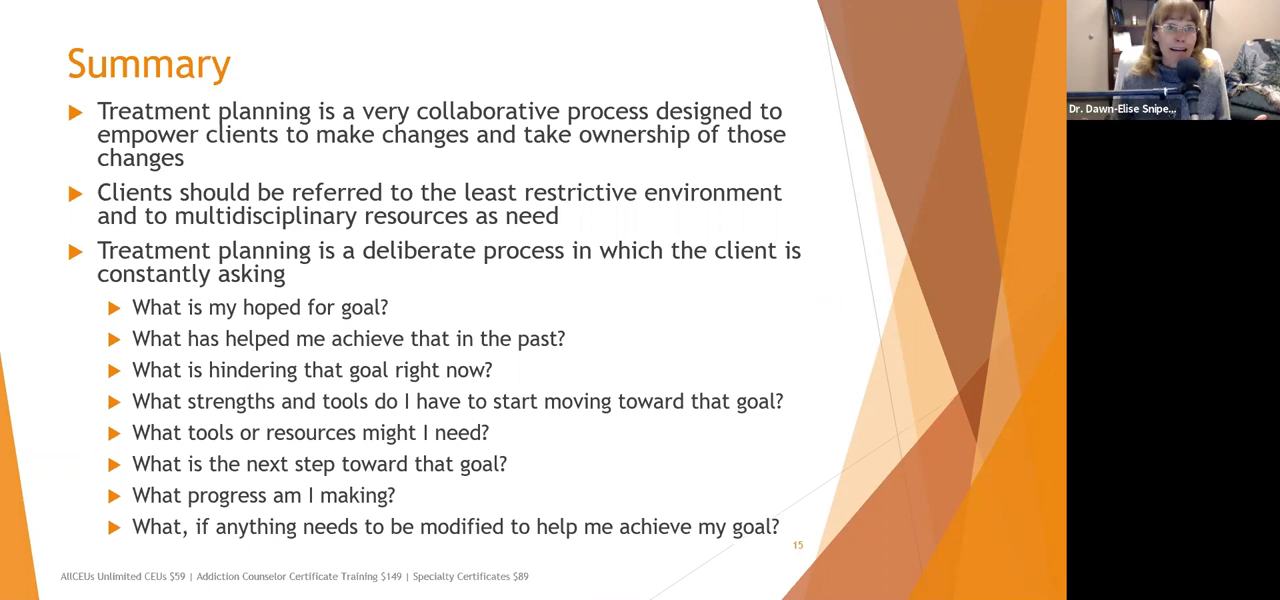 Summary
Treatment planning is a very collaborative process designed to
empower clients to make changes and take ownership of those
changes
Clients should be referred to the least restrictive environment
and to multidisciplinary resources as need
Treatment planning is a deliberate process in which the client is
constantly asking
What is my hoped for goal?
What has helped me achieve that in the past?
What is hindering that goal right now?
What strengths and tools do I have to start moving toward that goal?
What tools or resources might I need?
What is the next step toward that goal?
What progress am I making?
What, if anything needs to be modified to help me achieve my goal?
15
AllCEUs Unlimited CEUs $59 | Addiction Counselor Certificate Training $149 | Specialty Certificates $89
Dr. Dawn-Elise Snipe...